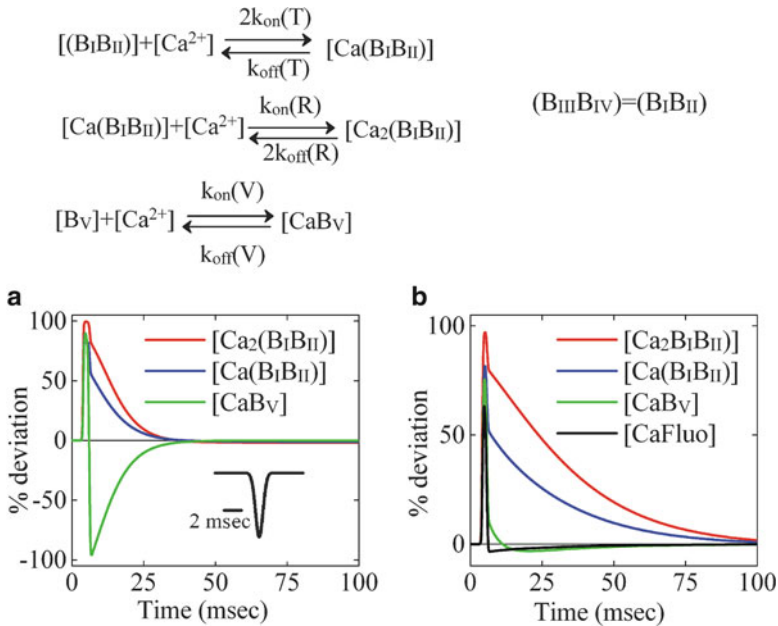 2kon(T)
[(BIBII)]+[Ca2+] [Ca(BIBII)]
koff(T)
kon(R)
[Ca(BIBII)]+[Ca2+] [Ca2(BIBII)]
2koff(R)
(BIIIBIV)=(BIBII)
kon(V)
[BV]+[Ca2+] [CaBV]
koff(V)
a
100
50
0
-50
-100
% deviation
[Ca2(BIBII)]
[Ca(BIBII)]
[CaBV]
2 msec
0 25 50 75 100
Time (msec)
b
100
50
0
% deviation
[Ca2BIBII)]
[Ca(BIBII)]
[CaBV]
[CaFluo]
0 25 50 75 100
Time (msec)